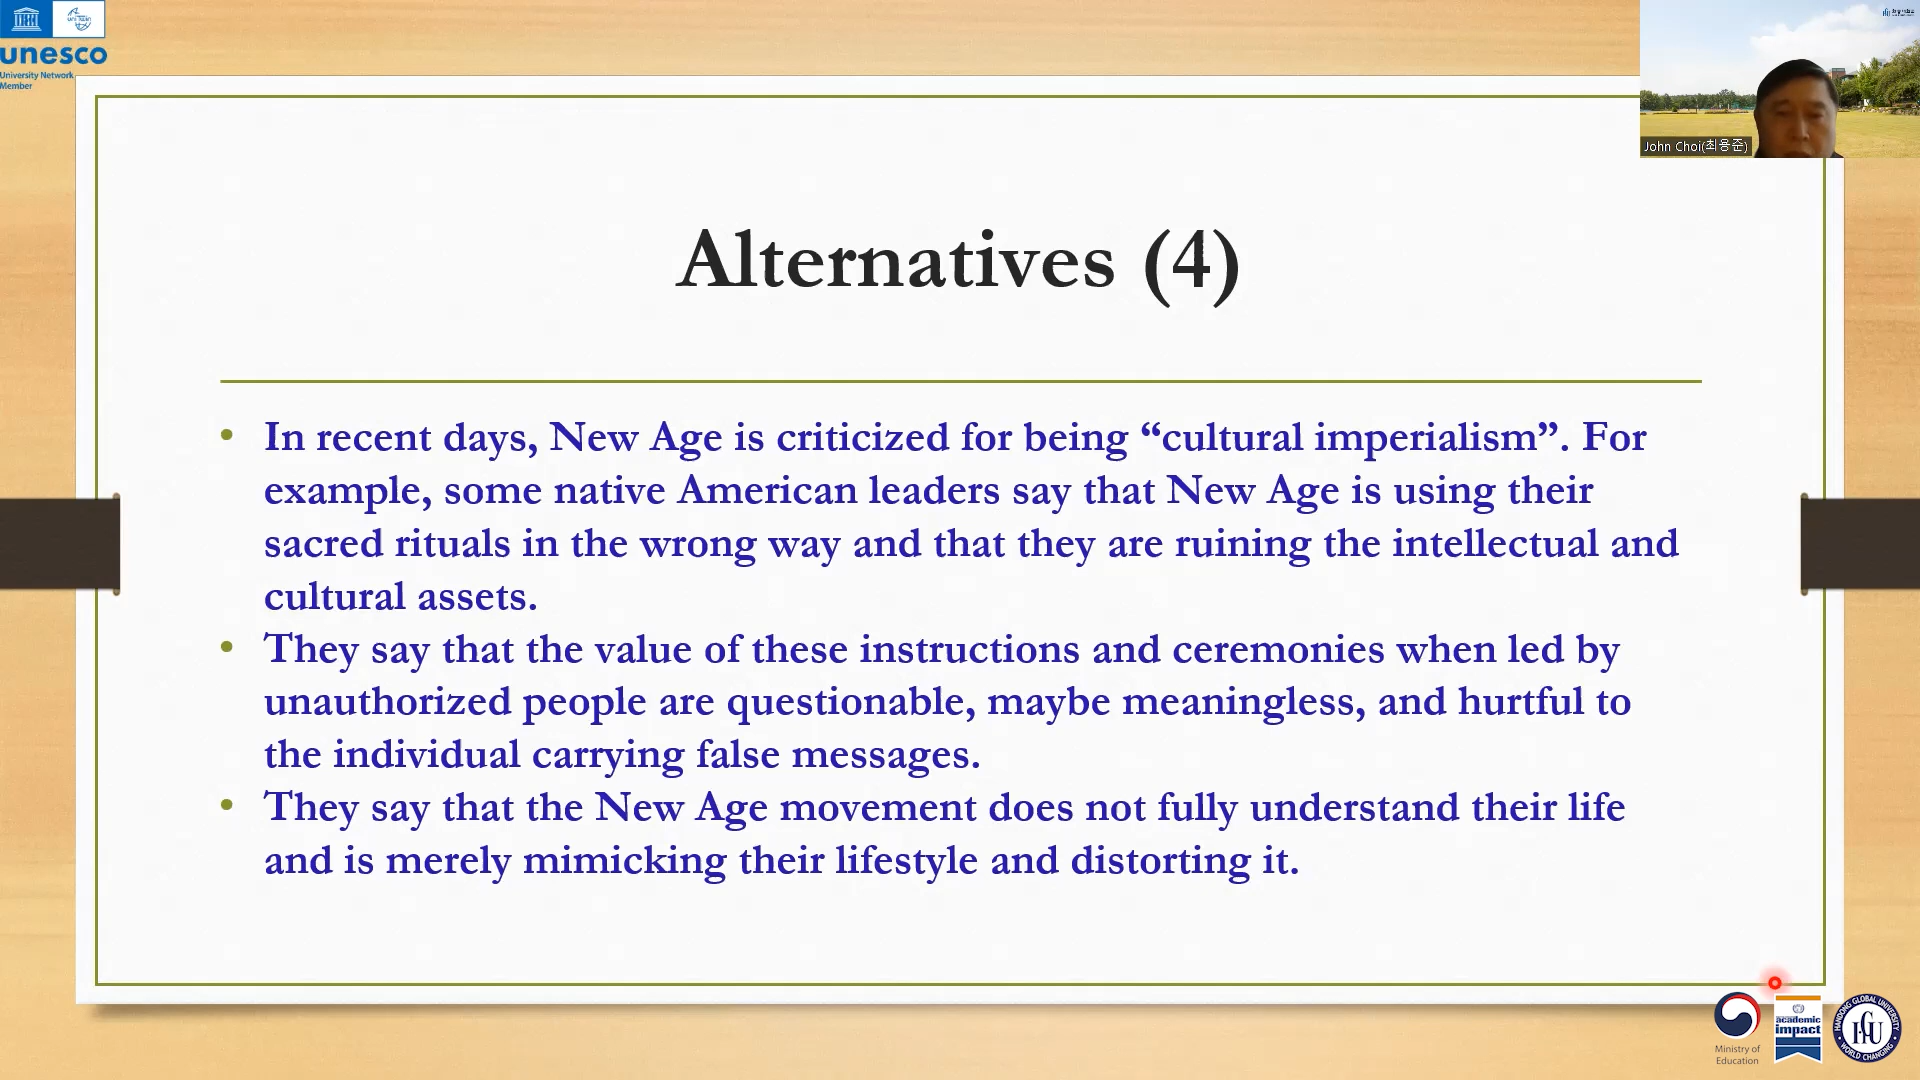 unesco
University Network
Member
John Choi(최용준)
Alternatives (4)
• In recent days, New Age is criticized for being “cultural imperialism”. For
example, some native American leaders say that New Age is using their
sacred rituals in the wrong way and that they are ruining the intellectual and
cultural assets.
• They say that the value of these instructions and ceremonies when led by
unauthorized people are questionable, maybe meaningless, and hurtful to
the individual carrying false messages.
• They say that the New Age movement does not fully understand their life
and is merely mimicking their lifestyle and distorting it.
Ministry of
Education
academic
impact
HANDONG GLOBAL UNIVERSITY
HGU
WORLD CHANGING